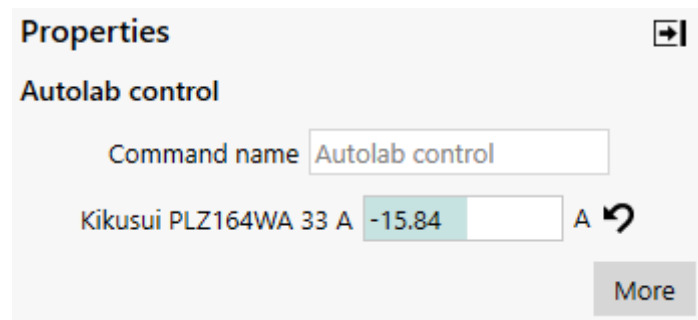 Properties
Autolab control
Command name Autolab control
Kikusui PLZ164WA 33 A -15.84 A
More